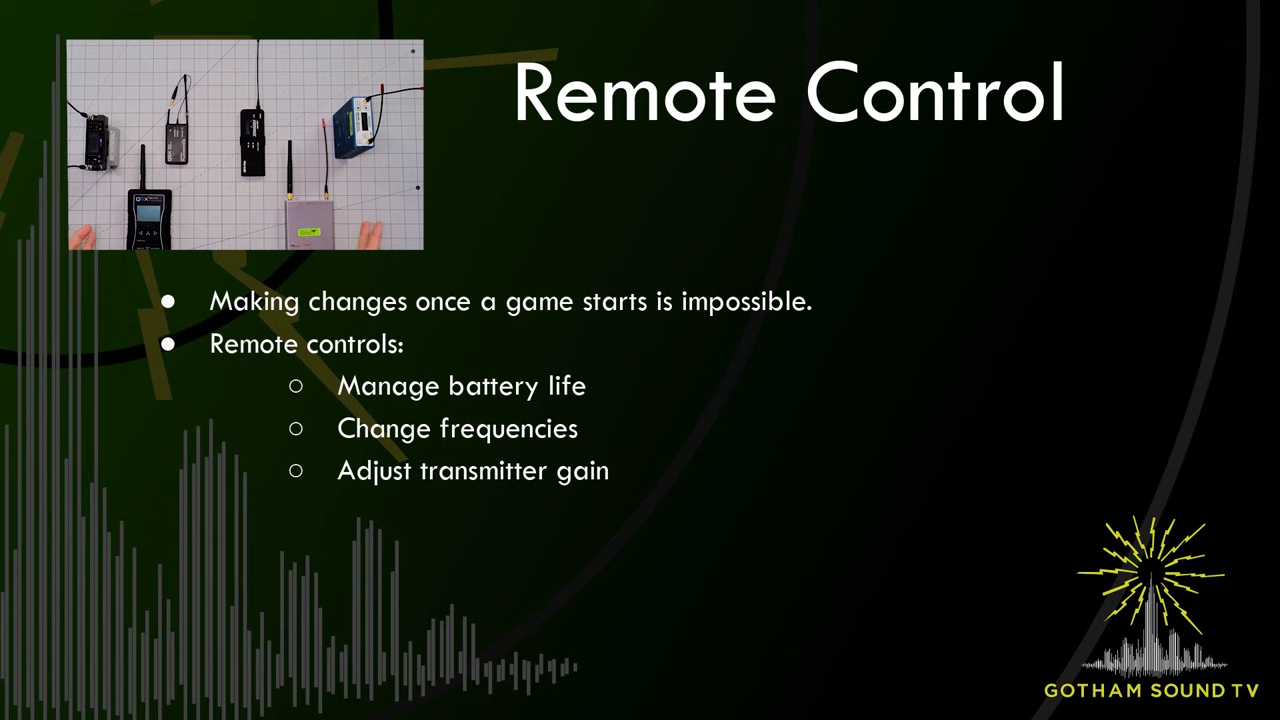 Remote Control
● Making changes once a game starts is impossible.
● Remote controls:
○ Manage battery life
○ Change frequencies
○ Adjust transmitter gain
GOTHAM SOUND TV